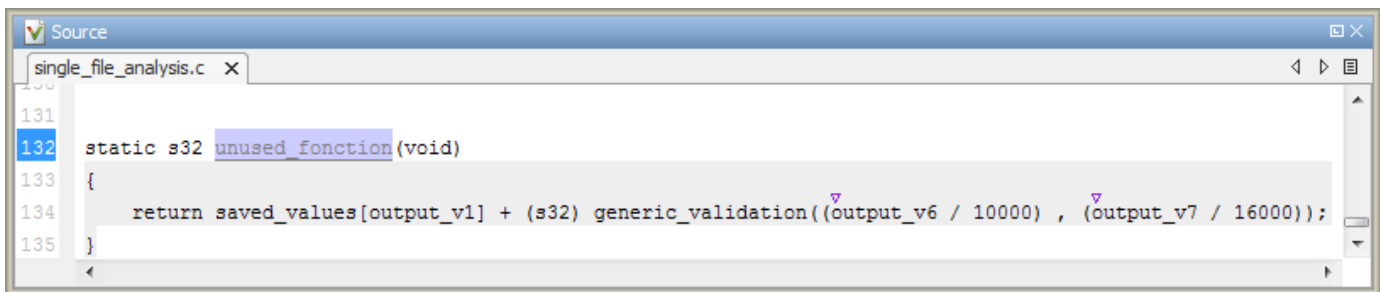 Source
single_file_analysis.c X
130
131
132 static s32 unused_fonction(void)
133 {
134 return saved_values[output_v1] + (s32) generic_validation((output_v6 / 10000) , (output_v7 / 16000));
135 }